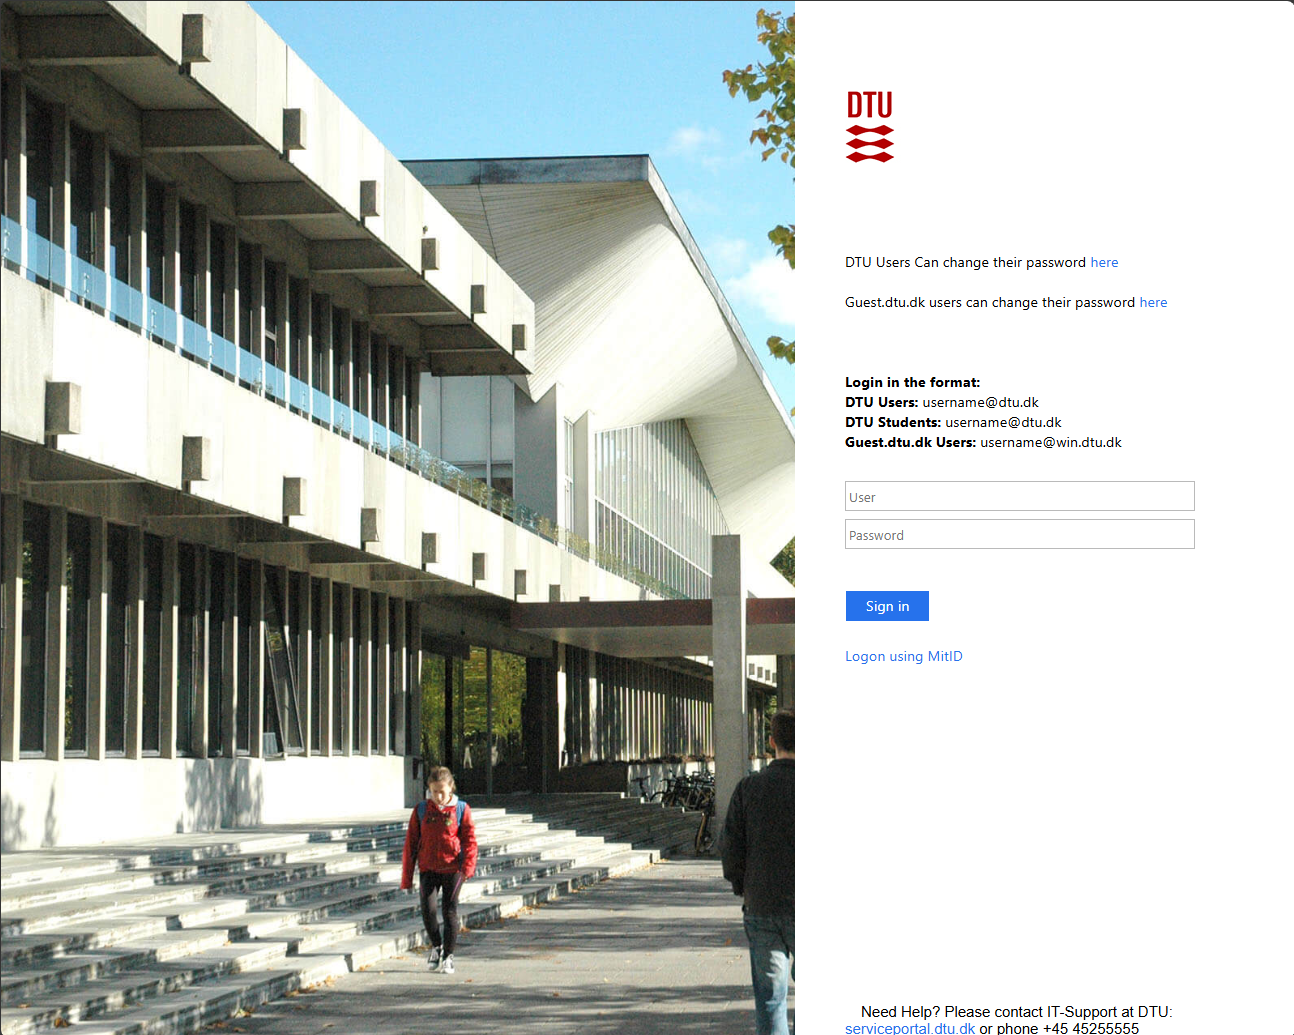 DTU
DTU Users Can change their password here
Guest.dtu.dk users can change their password here
Login in the format:
DTU Users: username@dtu.dk
DTU Students: username@dtu.dk
Guest.dtu.dk Users: username@win.dtu.dk
User
Password
Sign in
Logon using MitID
Need Help? Please contact IT-Support at DTU:
serviceportal.dtu.dk or phone +45 45255555